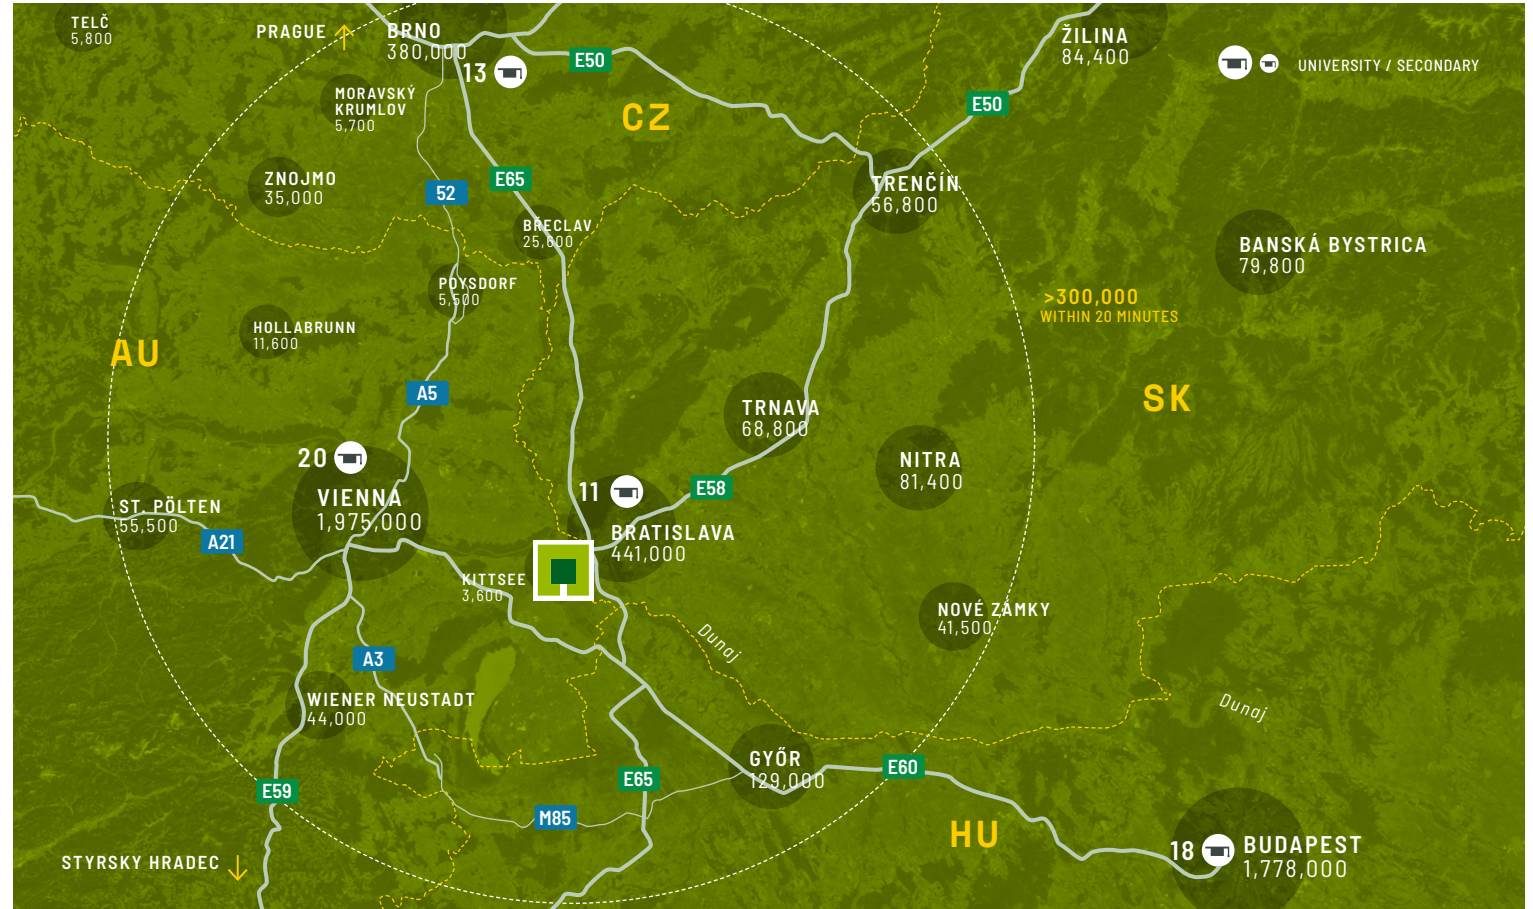 TELČ
5,800
PRAGUE
BRNO
380,000
13
E50
ŽILINA
84,400
UNIVERSITY / SECONDARY
MORAVSKÝ
KRUMLOV
5,700
CZ
E50
ZNOJMO
35,000
52
E65
TRENČÍN
56,800
BŘECLAV
25,600
BANSKÁ BYSTRICA
79,800
POYSDORF
5,500
>300,000
WITHIN 20 MINUTES
HOLLABRUNN
11,600
AU
A5
SK
TRNAVA
68,800
20
VIENNA
1,975,000
NITRA
81,400
11
E58
ST. PÖLTEN
55,500
A21
BRATISLAVA
441,000
KITTSEE
3,600
NOVÉ ZÁMKY
41,500
Dunaj
A3
WIENER NEUSTADT
44,000
Dunaj
GYŐR
129,000
E60
E59
E65
M85
HU
STYRSKY HRADEC
18
BUDAPEST
1,778,000